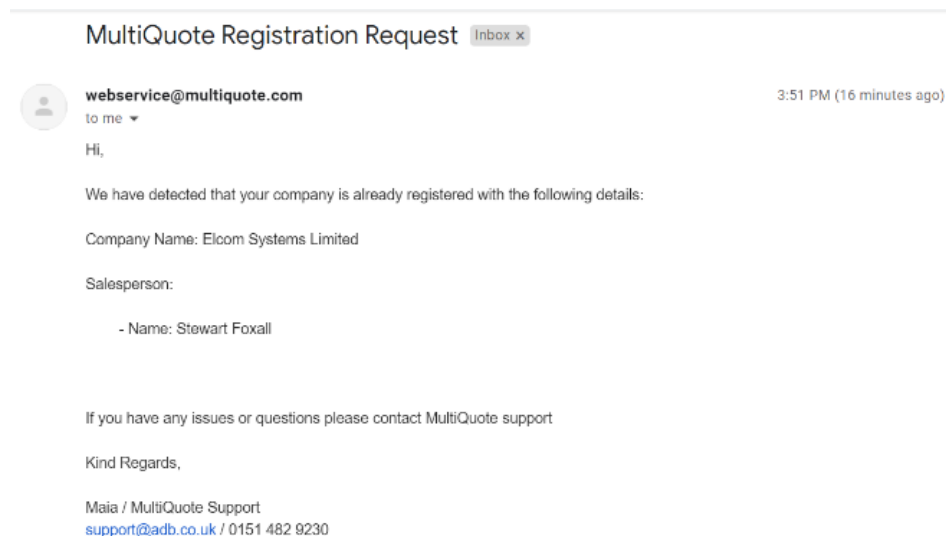 MultiQuote Registration Request Inbox x
webservice@multiquote.com 3:51 PM (16 minutes ago)
to me
Hi,
We have detected that your company is already registered with the following details:
Company Name: Elcom Systems Limited
Salesperson:
- Name: Stewart Foxall
If you have any issues or questions please contact MultiQuote support
Kind Regards,
Maia / MultiQuote Support
support@adb.co.uk / 0151 482 9230